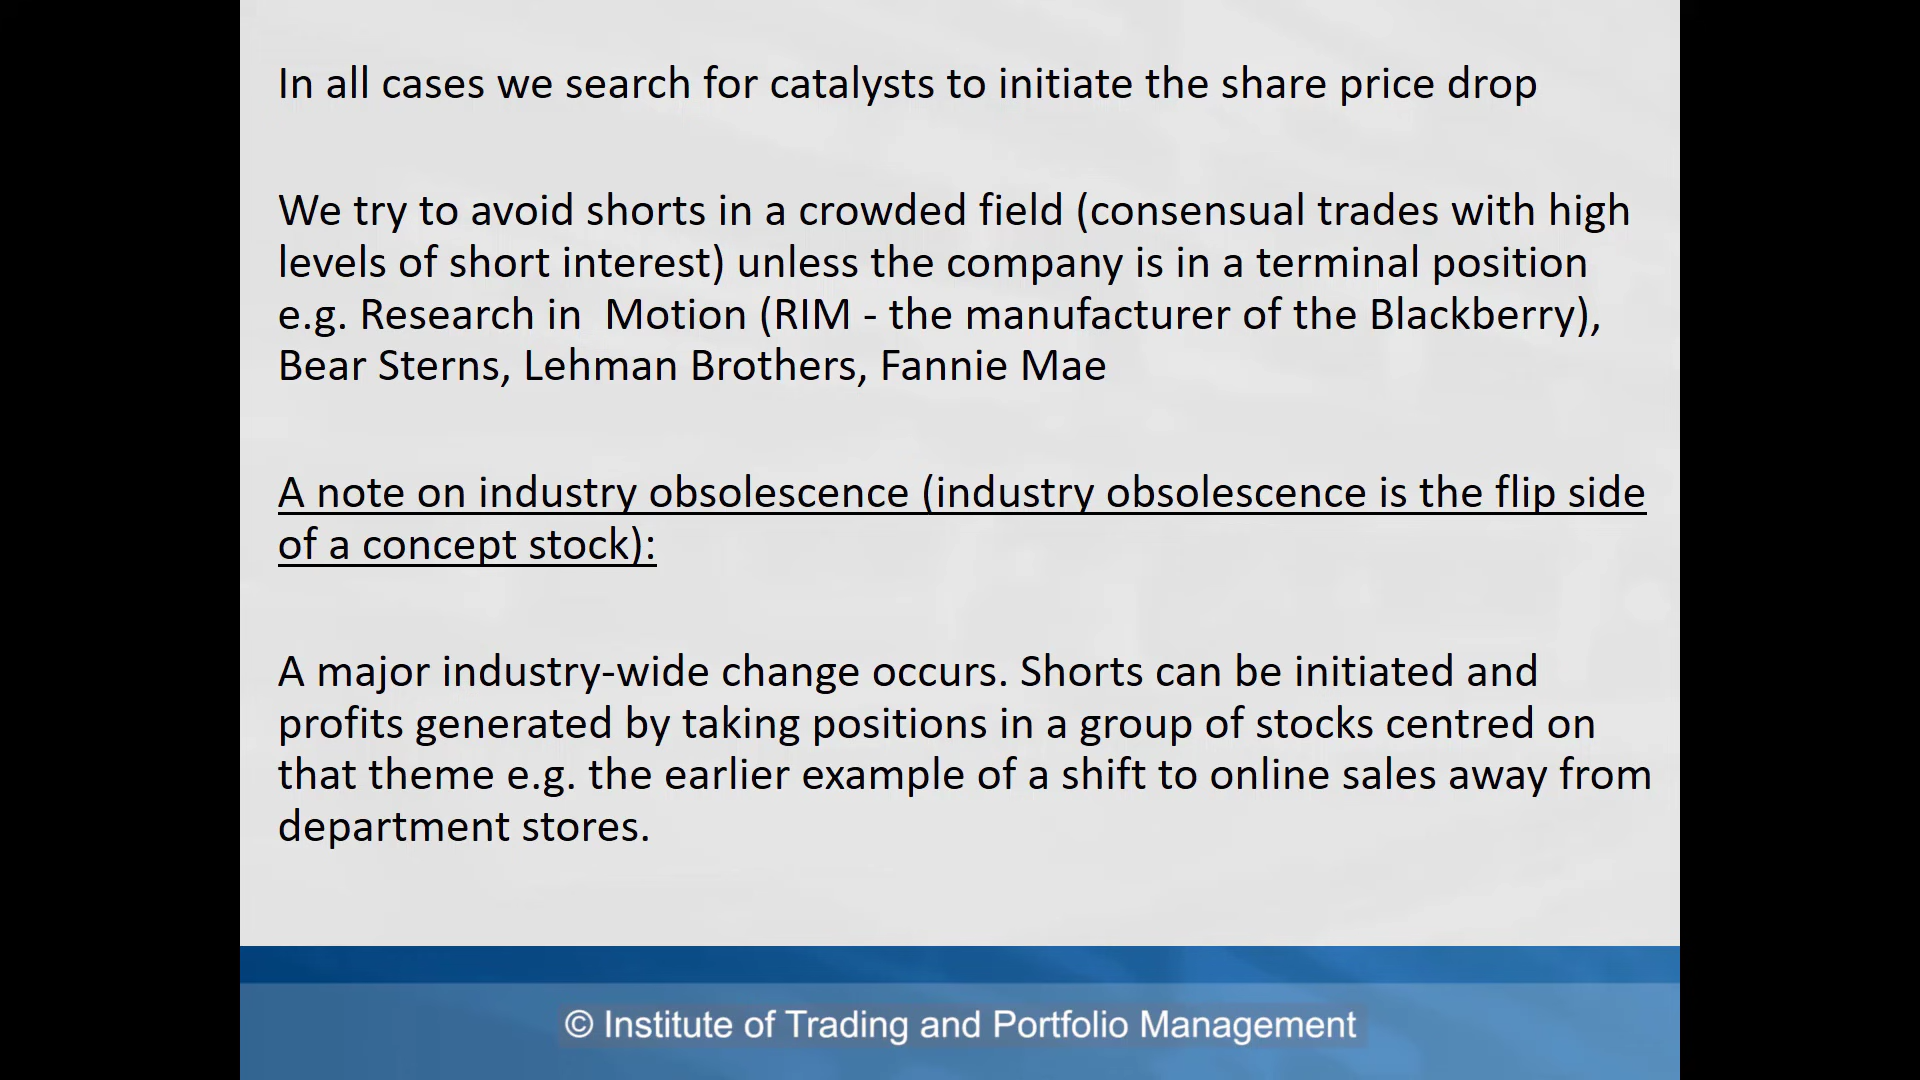 In all cases we search for catalysts to initiate the share price drop
We try to avoid shorts in a crowded field (consensual trades with high
levels of short interest) unless the company is in a terminal position
e.g. Research in  Motion (RIM - the manufacturer of the Blackberry),
Bear Sterns, Lehman Brothers, Fannie Mae
A note on industry obsolescence (industry obsolescence is the flip side
of a concept stock):
A major industry-wide change occurs. Shorts can be initiated and
profits generated by taking positions in a group of stocks centred on
that theme e.g. the earlier example of a shift to online sales away from
department stores.
© Institute of Trading and Portfolio Management